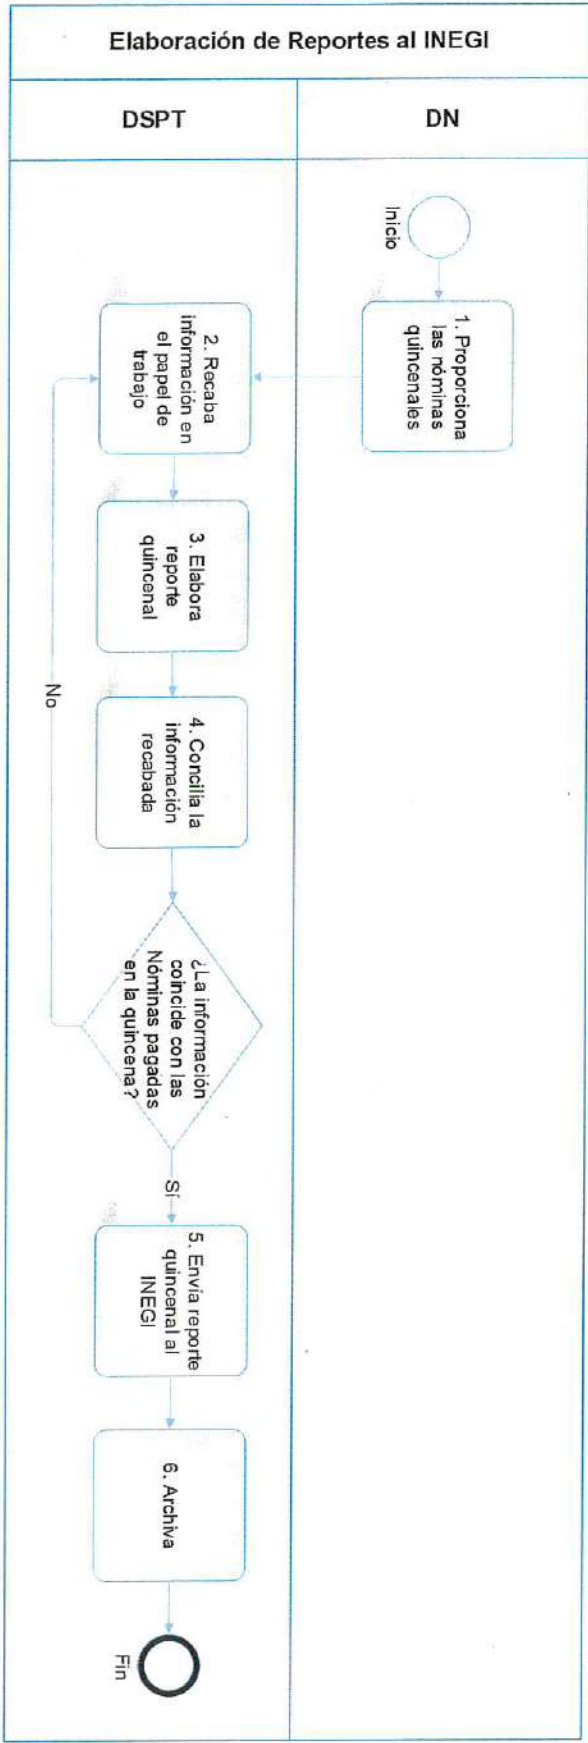 Elaboración de Reportes al INEGI
DSPT
DN
Inicio
1. Proporciona
las nóminas
quincenales
2. Recaba
información en
el papel de
trabajo
3. Elabora
reporte
quincenal
4. Concilia la
información
recabada
¿La información
coincide con las
Nóminas pagadas
en la quincena?
No
Sí
5. Envía reporte
quincenal al
INEGI
6. Archiva
Fin